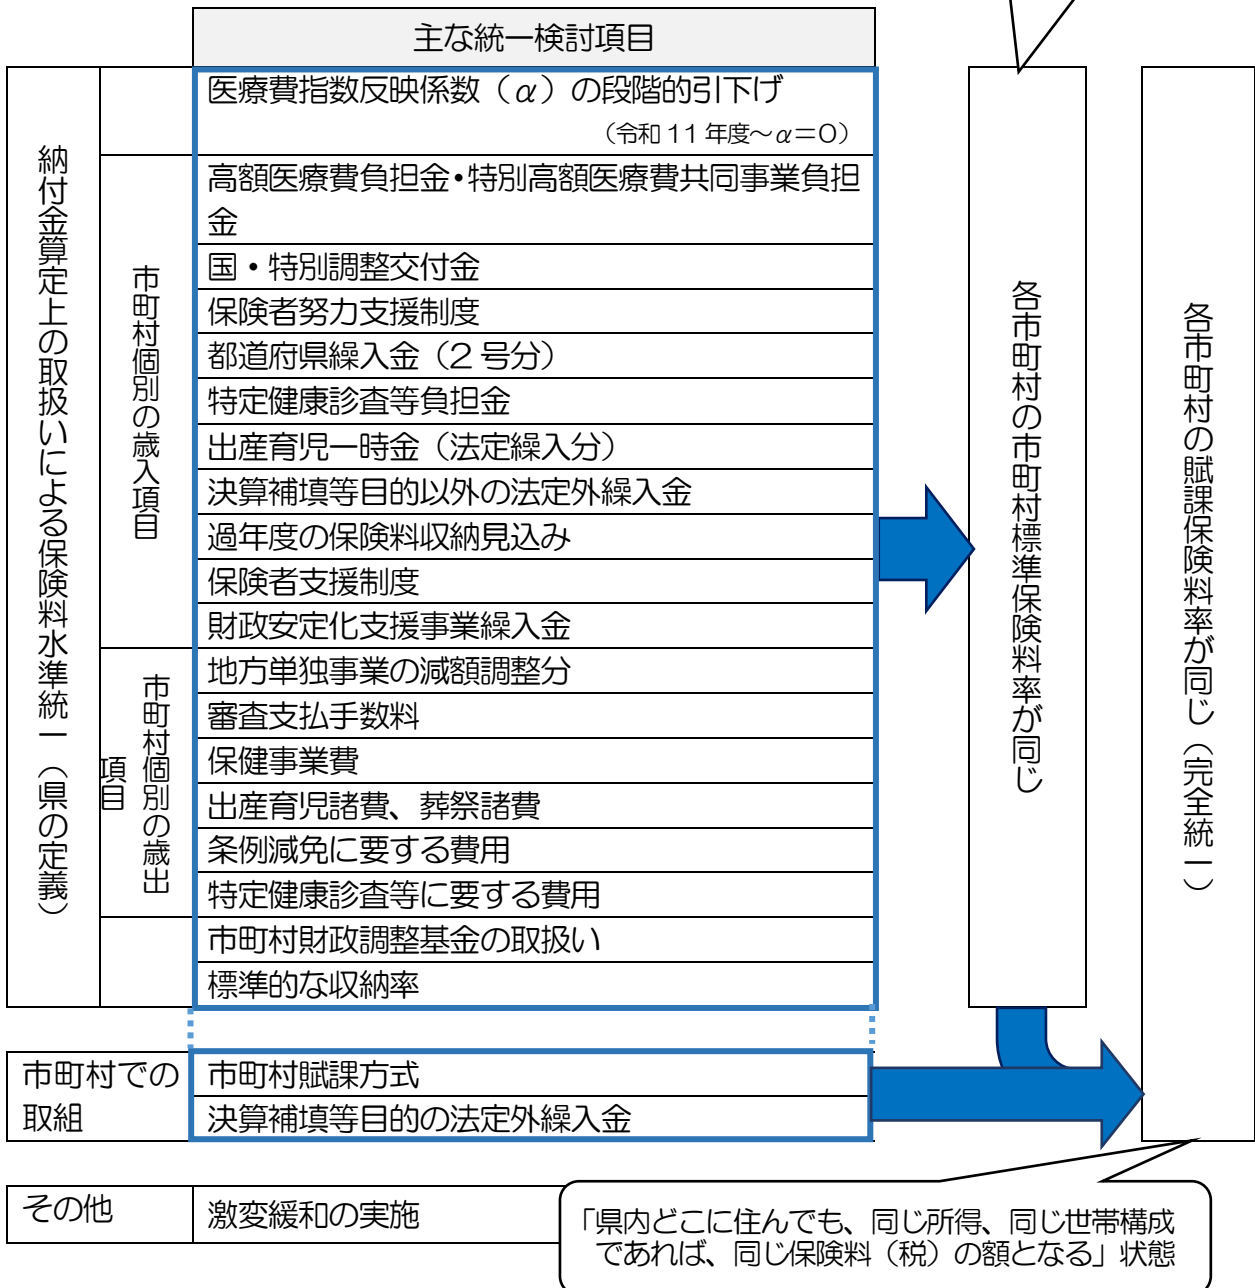 主な統一検討項目
納付金算定上の取扱いによる保険料水準統一（県の定義）
医療費指数反映係数（α）の段階的引下げ
（令和 11 年度～α＝0）
市町村個別の歳入項目
高額医療費負担金・特別高額医療費共同事業負担
金
国・特別調整交付金
保険者努力支援制度
都道府県繰入金（2 号分）
特定健康診査等負担金
出産育児一時金（法定繰入分）
決算補填等目的以外の法定外繰入金
過年度の保険料収納見込み
保険者支援制度
財政安定化支援事業繰入金
市町村個別の歳出
項目
地方単独事業の減額調整分
審査支払手数料
保健事業費
出産育児諸費、葬祭諸費
条例減免に要する費用
特定健康診査等に要する費用
市町村財政調整基金の取扱い
標準的な収納率
各市町村の市町村標準保険料率が同じ
各市町村の賦課保険料率が同じ（完全統一）
市町村での
取組
市町村賦課方式
決算補填等目的の法定外繰入金
その他
激変緩和の実施
「県内どこに住んでも、同じ所得、同じ世帯構成
であれば、同じ保険料（税）の額となる」状態